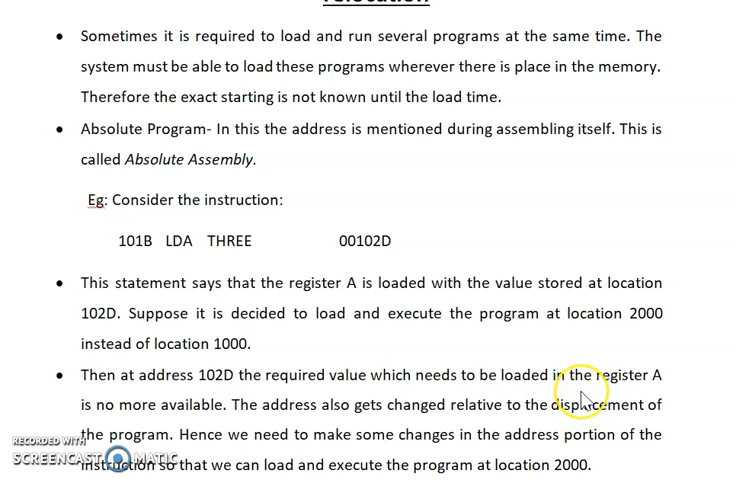 relocation
Sometimes it is required to load and run several programs at the same time. The
system must be able to load these programs wherever there is place in the memory.
Therefore the exact starting is not known until the load time.
Absolute Program- In this the address is mentioned during assembling itself. This is
called Absolute Assembly.
Eg: Consider the instruction:
101B LDA THREE 00102D
This statement says that the register A is loaded with the value stored at location
102D. Suppose it is decided to load and execute the program at location 2000
instead of location 1000.
Then at address 102D the required value which needs to be loaded in the register A
is no more available. The address also gets changed relative to the displacement of
the program. Hence we need to make some changes in the address portion of the
instruction so that we can load and execute the program at location 2000.
RECORDED WITH
SCREENCAST MATIC